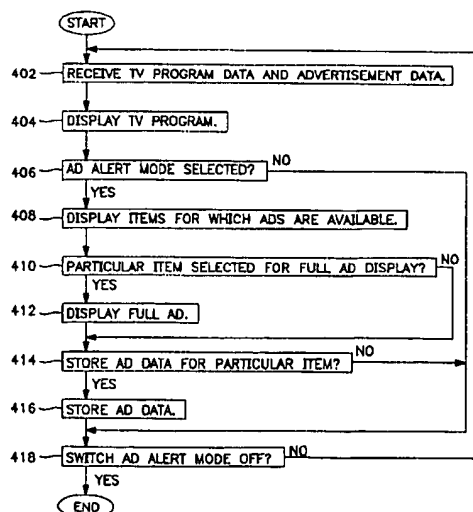 START
402 RECEIVE TV PROGRAM DATA AND ADVERTISEMENT DATA.
404 DISPLAY TV PROGRAM.
406 AD ALERT MODE SELECTED? NO
YES
408 DISPLAY ITEMS FOR WHICH ADS ARE AVAILABLE.
410 PARTICULAR ITEM SELECTED FOR FULL AD DISPLAY? NO
YES
412 DISPLAY FULL AD.
414 STORE AD DATA FOR PARTICULAR ITEM? NO
YES
416 STORE AD DATA.
418 SWITCH AD ALERT MODE OFF? NO
YES
END